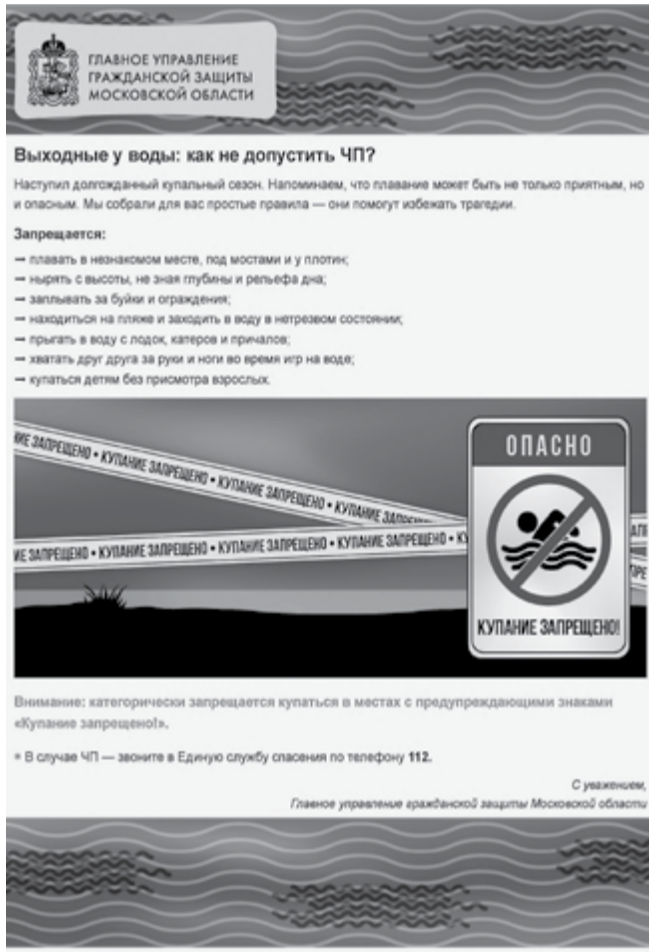 ГЛАВНОЕ УПРАВЛЕНИЕ
ГРАЖДАНСКОЙ ЗАЩИТЫ
МОСКОВСКОЙ ОБЛАСТИ
Выходные у воды: как не допустить ЧП?
Наступил долгожданный купальный сезон. Напоминаем, что плавание может быть не только приятным, но
и опасным. Мы собрали для вас простые правила — они помогут избежать трагедии.
Запрещается:
— плавать в незнакомом месте, под мостами и у плотин;
— нырять с высоты, не зная глубины и рельефа дна;
— заплывать за буйки и ограждения;
— находиться на пляже и заходить в воду в нетрезвом состоянии;
— прыгать в воду с лодок, катеров и причалов;
— хватать друг друга за руки и ноги во время игр на воде;
— купаться детям без присмотра взрослых.
ИЕ ЗАПРЕЩЕНО • КУПАНИЕ ЗАПРЕЩЕНО • КУПАНИЕ ЗАПРЕЩЕНО • КУПАНИЕ ЗАПРЕЩЕНО
Е ЗАПРЕЩЕНО • КУПАНИЕ ЗАПРЕЩЕНО • КУПАНИЕ ЗАПРЕЩЕНО • КУПАНИЕ ЗАПРЕЩЕНО • КУ
ОПАСНО
КУПАНИЕ ЗАПРЕЩЕНО!
Внимание: категорически запрещается купаться в местах с предупреждающими знаками
«Купание запрещено!».
* В случае ЧП — звоните в Единую службу спасения по телефону 112.
С уважением,
Главное управление гражданской защиты Московской области